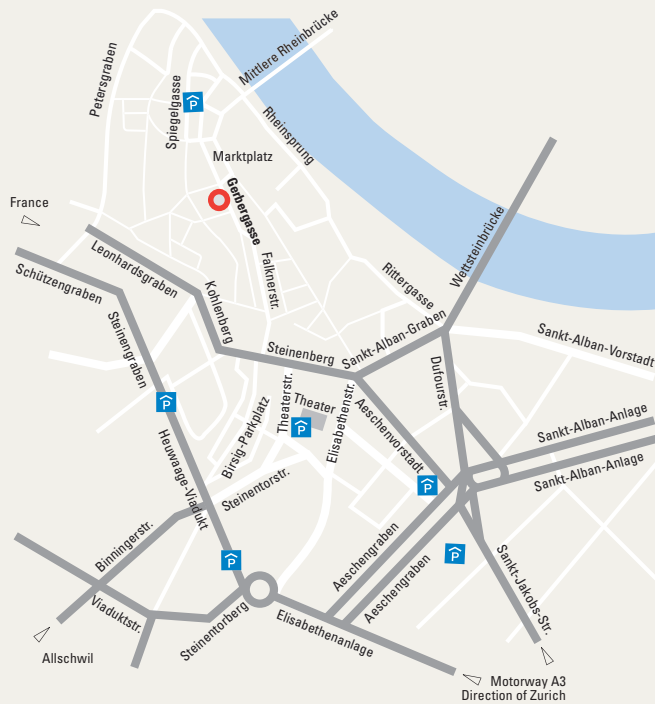 Mittlere Rheinbrücke
Petersgraben
Spiegelgasse
P
Rheinsprung
Marktplatz
Gerbergasse
France
Wettsteinbrücke
Leonhardsgraben
Falknerstr.
Schützengraben
Rittergasse
Kohlenberg
Steinengraben
Sankt-Alban-Graben
Sankt-Alban-Vorstadt
Steinenberg
Dufourstr.
Theaterstr.
Theater
Elisabethenstr.
Aeschenvorstadt
P
P
Birsig-Parkplatz
Sankt-Alban-Anlage
Sankt-Alban-Anlage
Heuwaage-Viadukt
Steinentorstr.
P
Binningerstr.
Aeschengraben
Aeschengraben
P
P
Sankt-Jakobs-Str.
Viaduktstr.
Steinentorberg
Elisabethenanlage
Allschwil
Motorway A3
Direction of Zurich